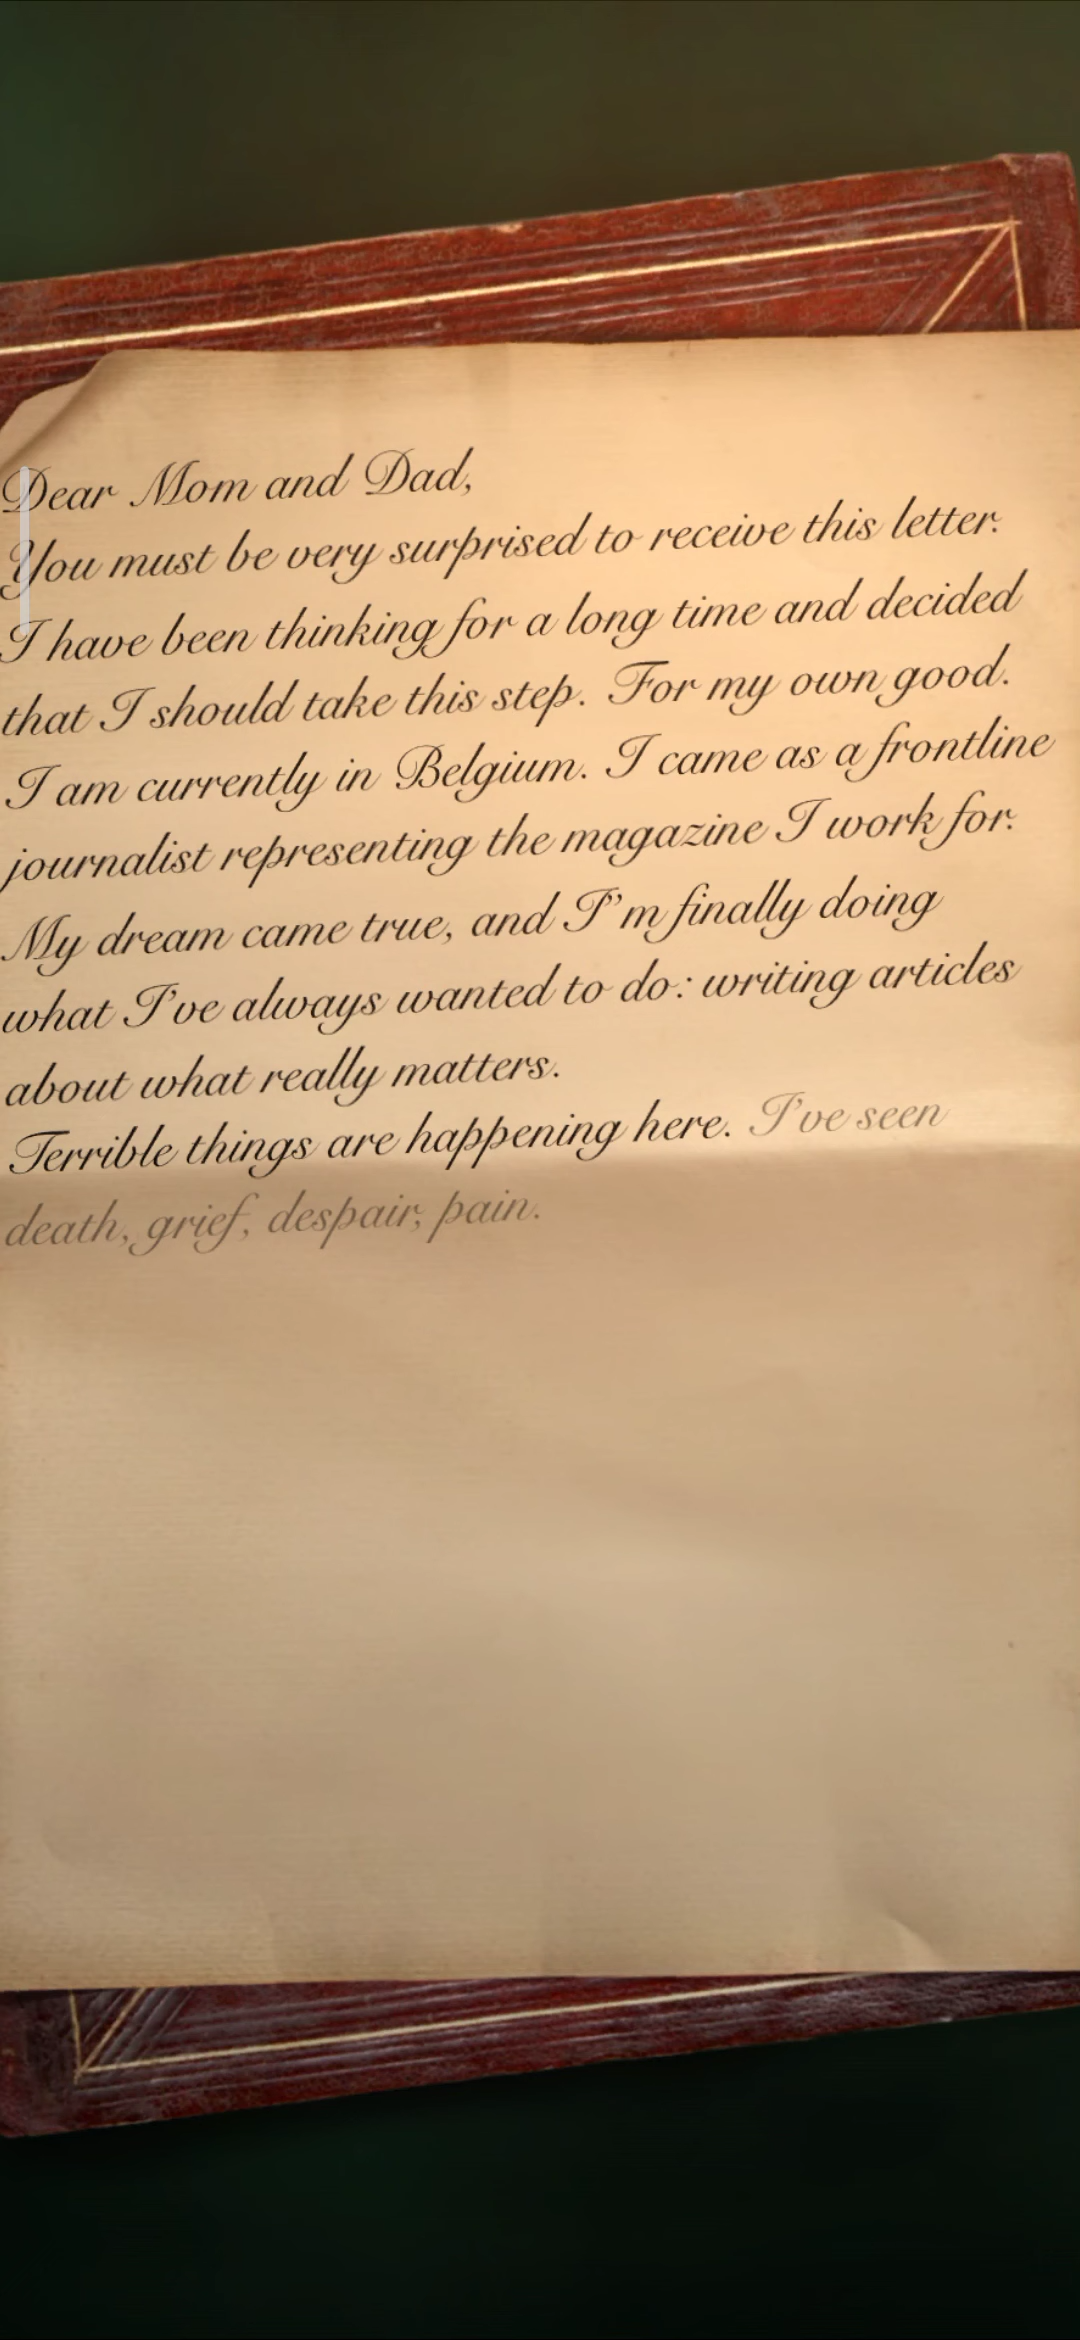 Dear Mom and Dad,
You must be very surprised to receive this letter.
I have been thinking for a long time and decided
that I should take this step. For my own good.
I am currently in Belgium. I came as a frontline
journalist representing the magazine I work for.
My dream came true, and I'm finally doing
what I've always wanted to do: writing articles
about what really matters.
Terrible things are happening here. I've seen
death, grief, despair, pain.